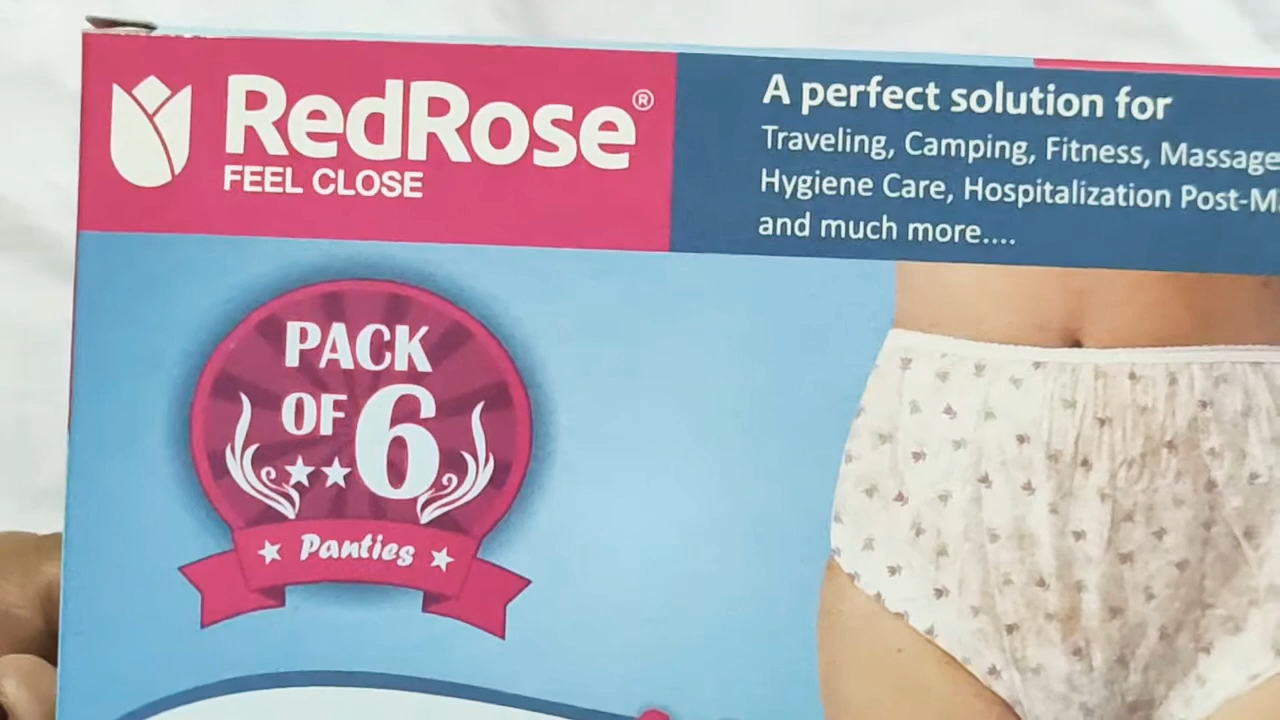 RedRose®
FEEL CLOSE
A perfect solution for
Traveling, Camping, Fitness, Massage
Hygiene Care, Hospitalization Post-M
and much more....
PACK
OF 6
Panties